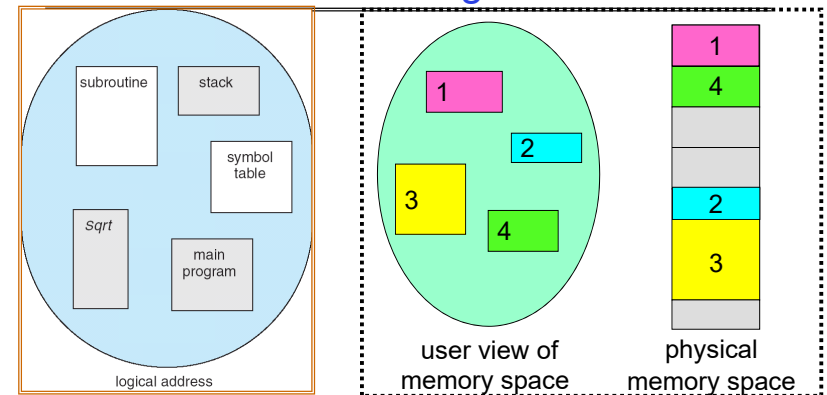 subroutine
stack
symbol
table
Sqrt
main
program
logical address
1
2
3
4
user view of
memory space
1
4
2
3
physical
memory space